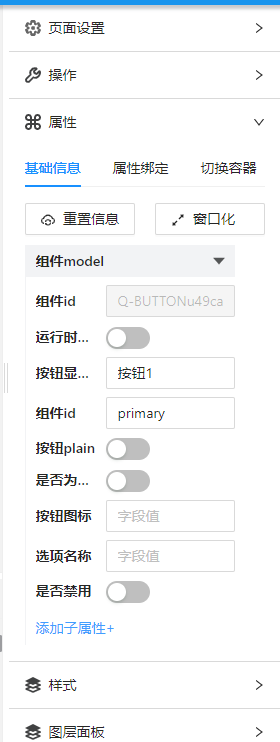 页面设置
操作
属性
基础信息 属性绑定 切换容器
重置信息 窗口化
组件model
组件id Q-BUTTONu49ca
运行时...
按钮显... 按钮1
组件id primary
按钮plain
是否为...
按钮图标 字段值
选项名称 字段值
是否禁用
添加子属性+
样式
图层面板